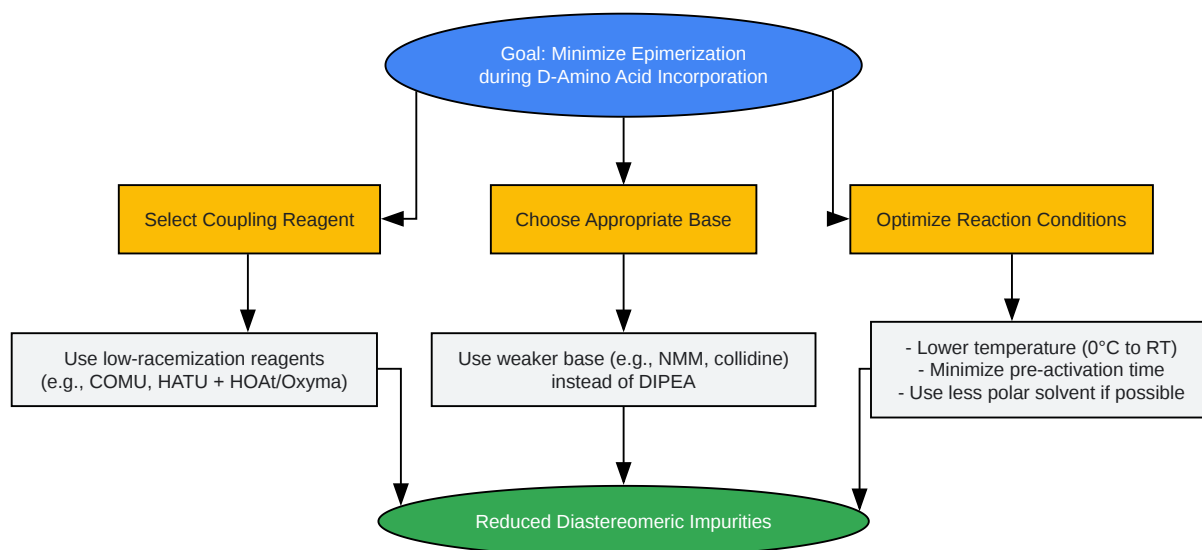 Goal: Minimize Epimerization
during D-Amino Acid Incorporation
Select Coupling Reagent
Choose Appropriate Base
Optimize Reaction Conditions
Use low-racemization reagents
(e.g., COMU, HATU + HOAt/Oxyma)
Use weaker base (e.g., NMM, collidine)
instead of DIPEA
- Lower temperature (0°C to RT)
- Minimize pre-activation time
- Use less polar solvent if possible
Reduced Diastereomeric Impurities